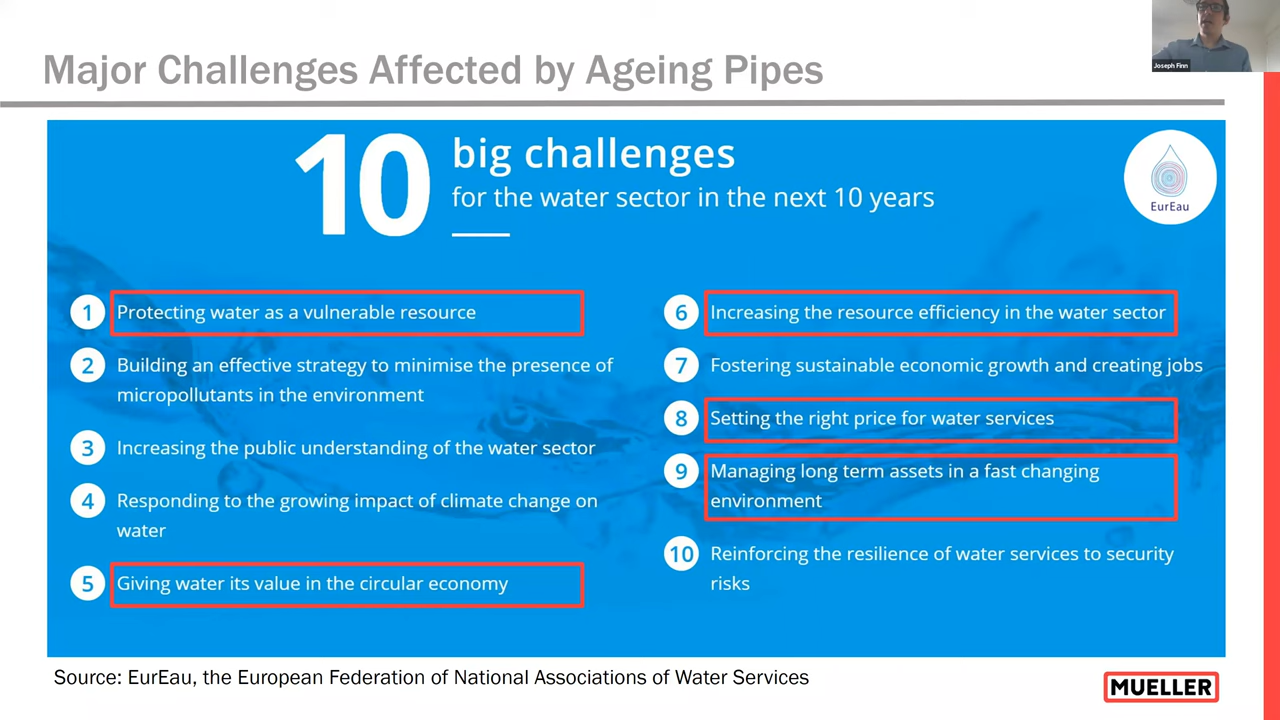 Major Challenges Affected by Ageing Pipes
Joseph Finn
10
big challenges
for the water sector in the next 10 years
EurEau
1 Protecting water as a vulnerable resource
2 Building an effective strategy to minimise the presence of
micropollutants in the environment
3 Increasing the public understanding of the water sector
4 Responding to the growing impact of climate change on
water
5 Giving water its value in the circular economy
6 Increasing the resource efficiency in the water sector
7 Fostering sustainable economic growth and creating jobs
8 Setting the right price for water services
9 Managing long term assets in a fast changing
environment
10 Reinforcing the resilience of water services to security
risks
Source: EurEau, the European Federation of National Associations of Water Services
MUELLER